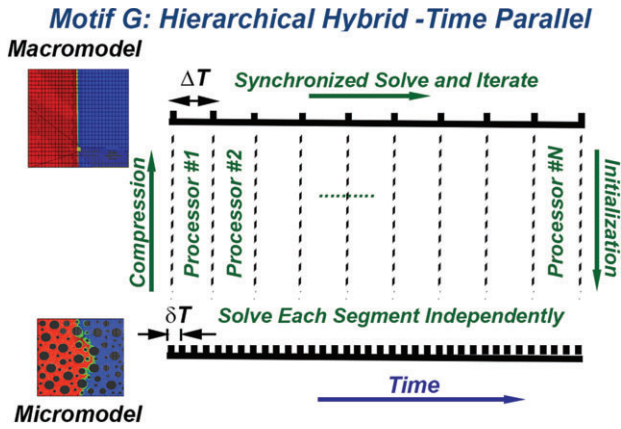 Motif G: Hierarchical Hybrid -Time Parallel
Macromodel
ΔT
Synchronized Solve and Iterate
Compression
Processor #1
Processor #2
Processor #N
Initialization
δT
Solve Each Segment Independently
Time
Micromodel